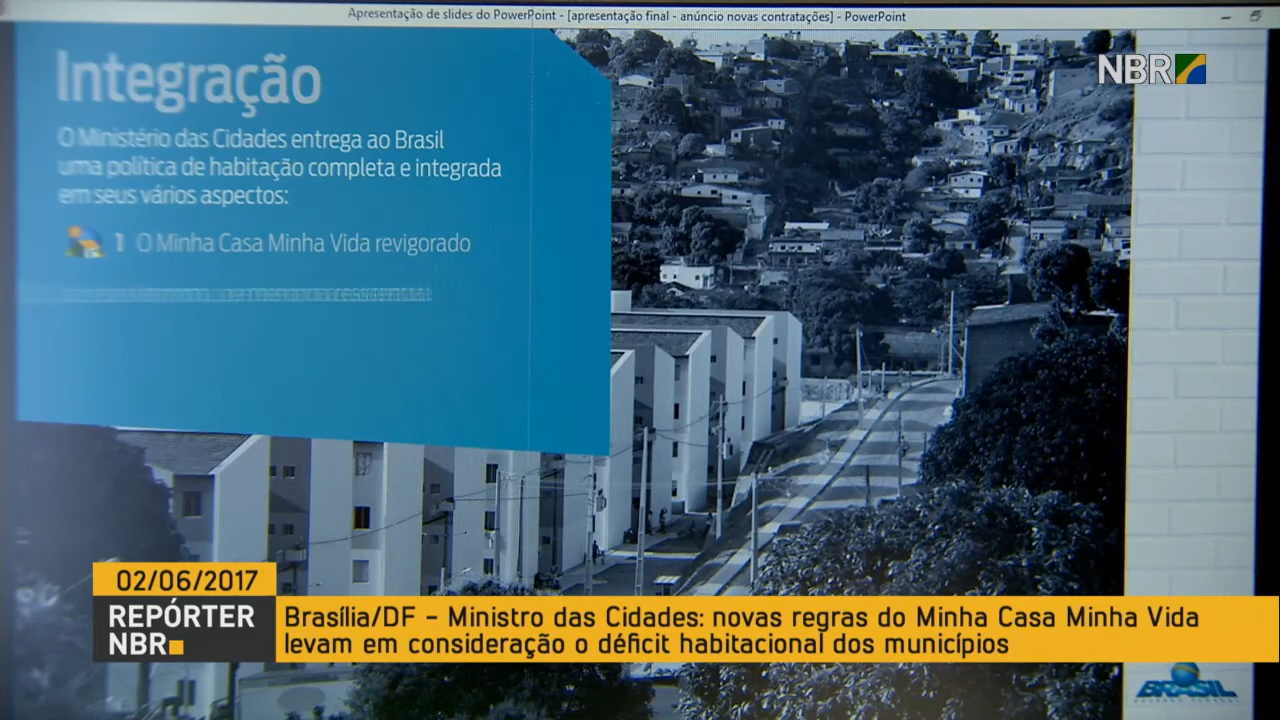 Apresentação de slides do PowerPoint - [apresentação final - anúncio novas contratações] - PowerPoint
NBR
Integração
O Ministério das Cidades entrega ao Brasil
uma política de habitação completa e integrada
em seus vários aspectos:
1 O Minha Casa Minha Vida revigorado
02/06/2017
REPÓRTER
NBR
Brasília/DF – Ministro das Cidades: novas regras do Minha Casa Minha Vida
levam em consideração o déficit habitacional dos municípios
BRASIL
GOVERNO FEDERAL